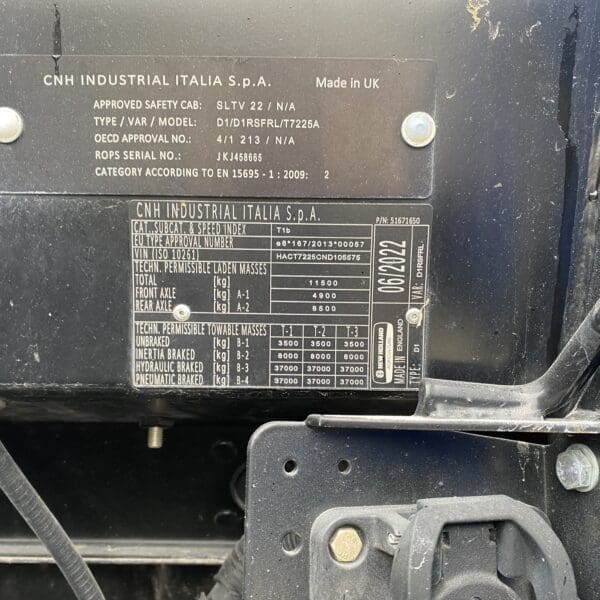 CNH INDUSTRIAL ITALIA S.p.A. Made in UK
APPROVED SAFETY CAB: SLTV 22 / N/A
TYPE / VAR / MODEL: D1/D1RSFRL/T7225A
OECD APPROVAL NO.: 4/1 213 / N/A
ROPS SERIAL NO.: JKJ458665
CATEGORY ACCORDING TO EN 15695 - 1 : 2009: 2
CNH INDUSTRIAL ITALIA S.p.A. P/N: 51671650
CAT.,SUBCAT. & SPEED INDEX T1b
EU TYPE APPROVAL NUMBER e8*167/2013*00057
VIN (ISO 10261) HACT7225CND105575
TECHN. PERMISSIBLE LADEN MASSES
TOTAL [kg] 11500
FRONT AXLE [kg] A-1 4900
REAR AXLE [kg] A-2 8500
TECHN. PERMISSIBLE TOWABLE MASSES T-1 T-2 T-3
UNBRAKED [kg] B-1 3500 3500 3500
INERTIA BRAKED [kg] B-2 8000 8000 8000
HYDRAULIC BRAKED [kg] B-3 37000 37000 37000
PNEUMATIC BRAKED [kg] B-4 37000 37000 37000
06/2022
NEW HOLLAND
MADE IN ENGLAND
VAR: D1RSFRL
TYPE: D1